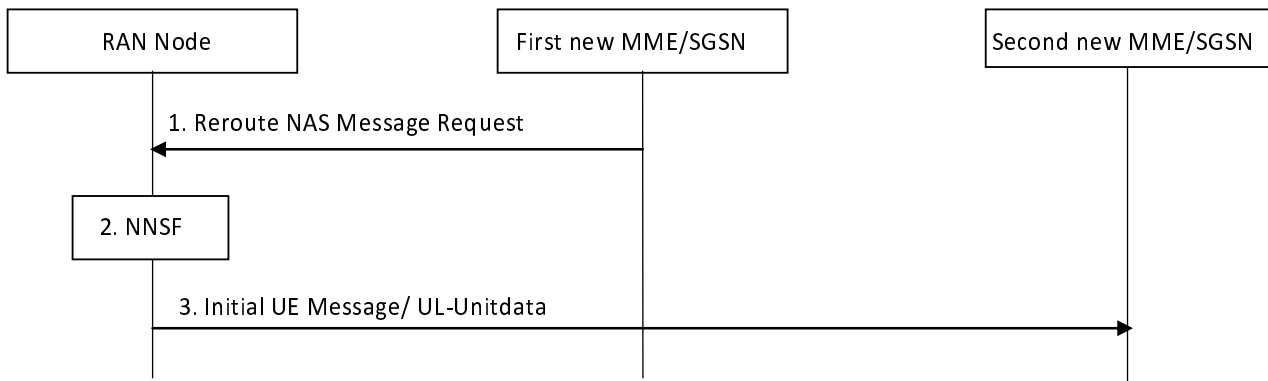 RAN Node
First new MME/SGSN
Second new MME/SGSN
1. Reroute NAS Message Request
2. NNSF
3. Initial UE Message/ UL-Unitdata